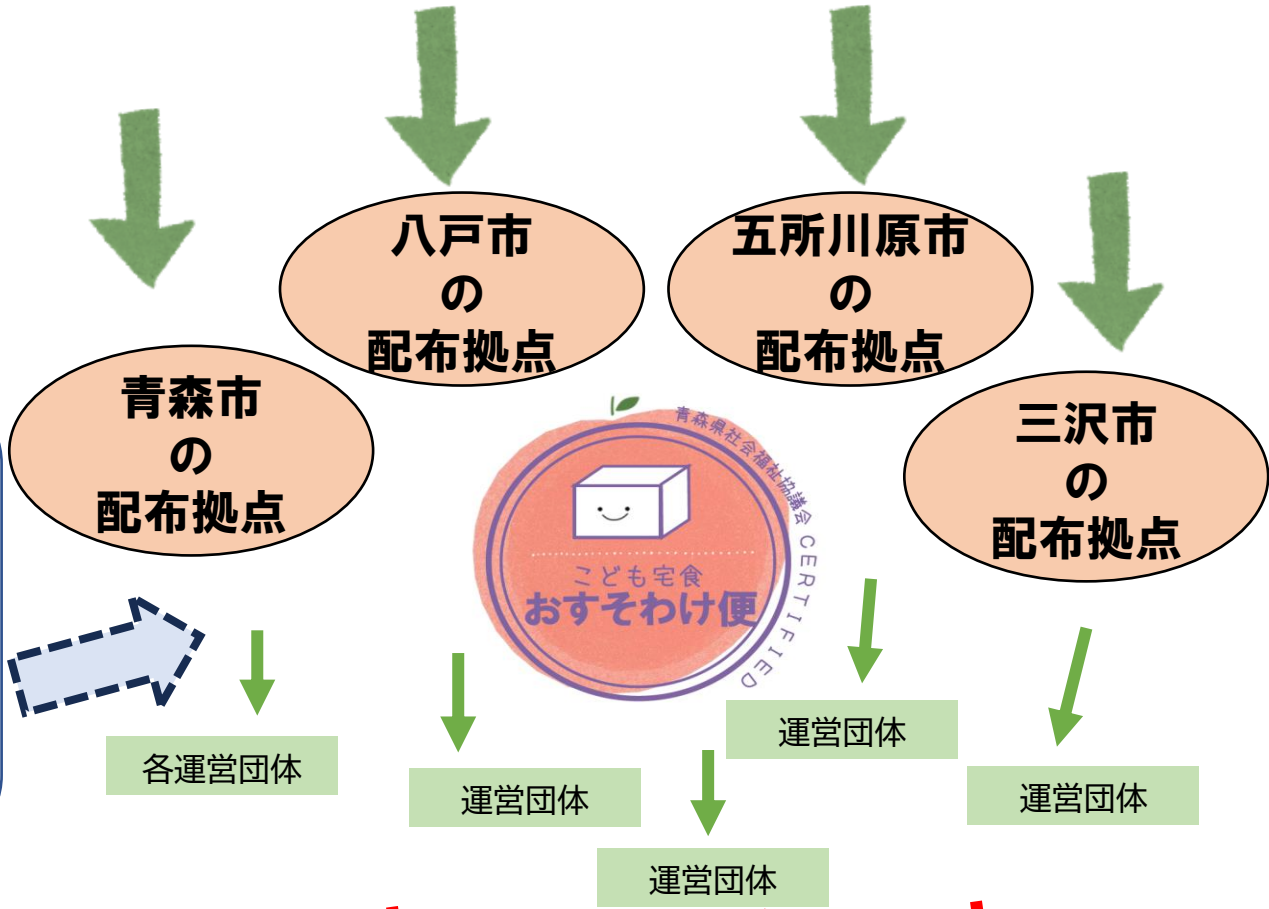 八戸市
の
配布拠点
五所川原市
の
配布拠点
青森市
の
配布拠点
三沢市
の
配布拠点
青森県社会福祉協議会 CERTIFIED
こども宅食
おすそわけ便
各運営団体
運営団体
運営団体
運営団体
運営団体